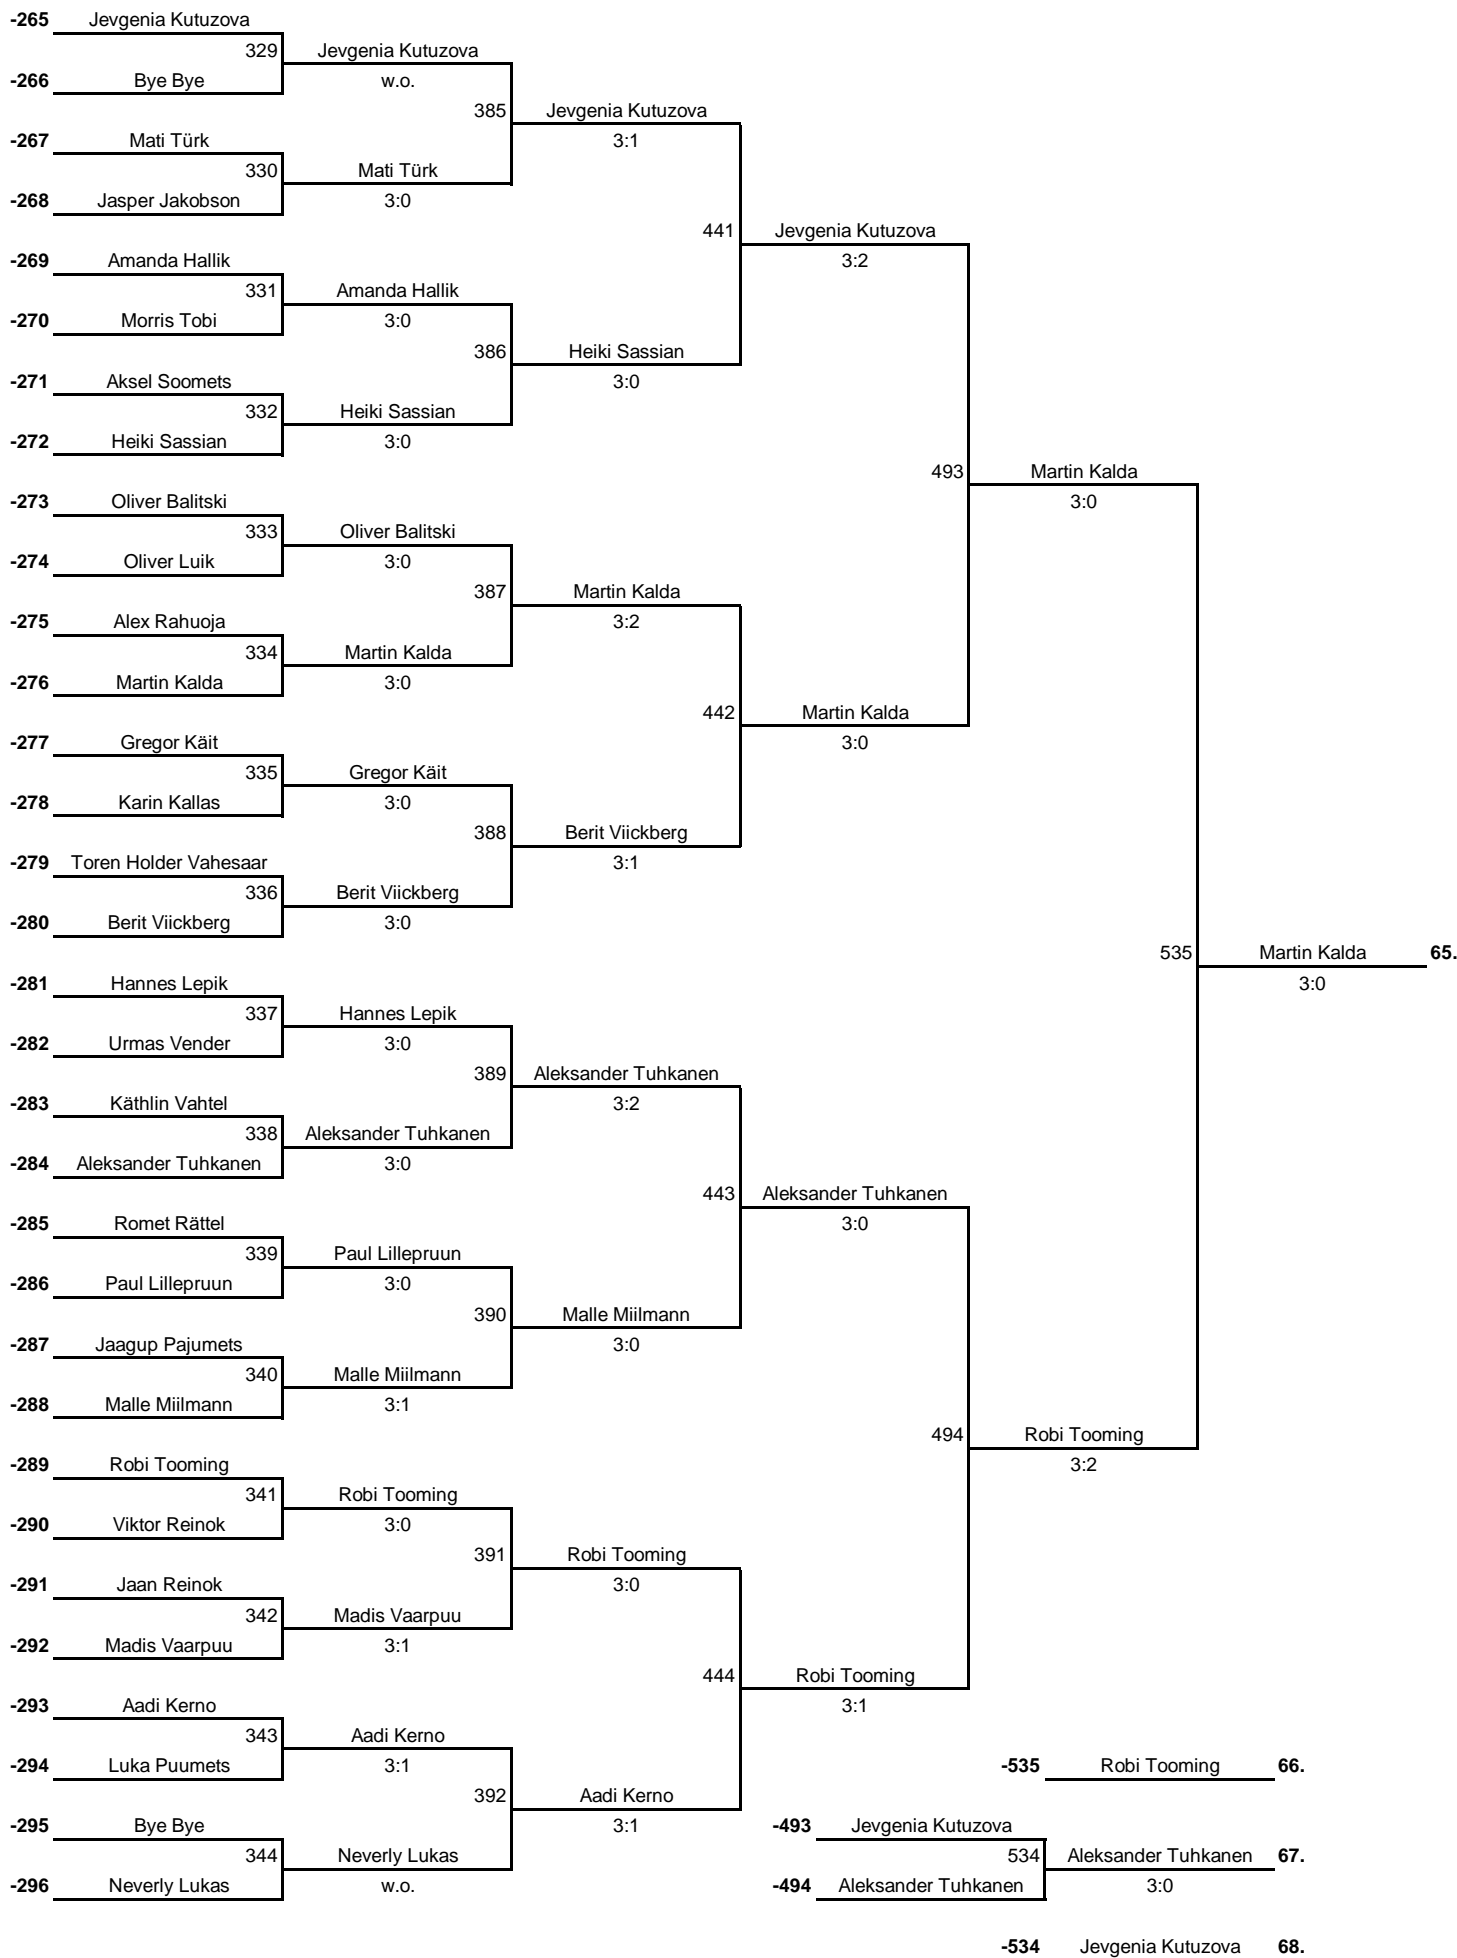 -265 Jevgenia Kutuzova
329 Jevgenia Kutuzova
-266 Bye Bye w.o.
385 Jevgenia Kutuzova
-267 Mati Türk 3:1
330 Mati Türk
-268 Jasper Jakobson 3:0
441 Jevgenia Kutuzova
-269 Amanda Hallik 3:2
331 Amanda Hallik
-270 Morris Tobi 3:0
386 Heiki Sassian
-271 Aksel Soomets 3:0
332 Heiki Sassian
-272 Heiki Sassian 3:0
493 Martin Kalda
-273 Oliver Balitski 3:0
333 Oliver Balitski
-274 Oliver Luik 3:0
387 Martin Kalda
-275 Alex Rahuoja 3:2
334 Martin Kalda
-276 Martin Kalda 3:0
442 Martin Kalda
-277 Gregor Käit 3:0
335 Gregor Käit
-278 Karin Kallas 3:0
388 Berit Viickberg
-279 Toren Holder Vahesaar 3:1
336 Berit Viickberg
-280 Berit Viickberg 3:0
535 Martin Kalda 65.
-281 Hannes Lepik 3:0
337 Hannes Lepik
-282 Urmas Vender 3:0
389 Aleksander Tuhkanen
-283 Käthlin Vahtel 3:2
338 Aleksander Tuhkanen
-284 Aleksander Tuhkanen 3:0
443 Aleksander Tuhkanen
-285 Romet Rättel 3:0
339 Paul Lillepruun
-286 Paul Lillepruun 3:0
390 Malle Miilmann
-287 Jaagup Pajumets 3:0
340 Malle Miilmann
-288 Malle Miilmann 3:1
494 Robi Tooming
-289 Robi Tooming 3:2
341 Robi Tooming
-290 Viktor Reinok 3:0
391 Robi Tooming
-291 Jaan Reinok 3:0
342 Madis Vaarpuu
-292 Madis Vaarpuu 3:1
444 Robi Tooming
-293 Aadi Kerno 3:1
343 Aadi Kerno
-294 Luka Puumets 3:1 -535 Robi Tooming 66.
392 Aadi Kerno
-295 Bye Bye 3:1 -493 Jevgenia Kutuzova
344 Neverly Lukas 534 Aleksander Tuhkanen 67.
-296 Neverly Lukas w.o. -494 Aleksander Tuhkanen 3:0
-534 Jevgenia Kutuzova 68.